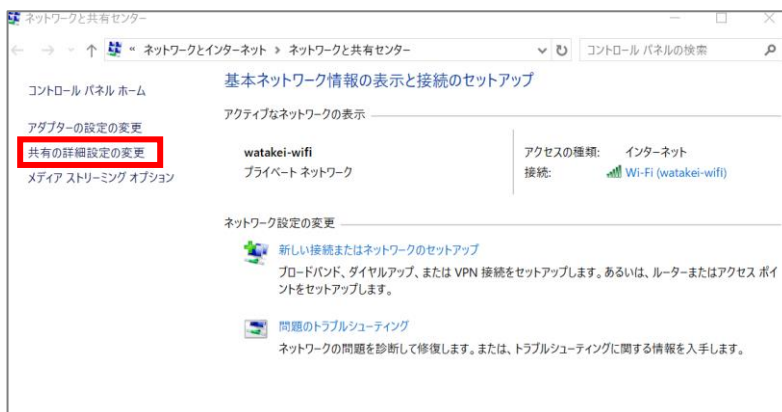 ネットワークと共有センター
« ネットワークとインターネット › ネットワークと共有センター
コントロール パネルの検索
コントロール パネル ホーム
アダプターの設定の変更
共有の詳細設定の変更
メディア ストリーミング オプション
基本ネットワーク情報の表示と接続のセットアップ
アクティブなネットワークの表示
watakei-wifi
プライベート ネットワーク
アクセスの種類: インターネット
接続: Wi-Fi (watakei-wifi)
ネットワーク設定の変更
新しい接続またはネットワークのセットアップ
ブロードバンド、ダイヤルアップ、または VPN 接続をセットアップします。あるいは、ルーターまたはアクセス ポイ
ントをセットアップします。
問題のトラブルシューティング
ネットワークの問題を診断して修復します。または、トラブルシューティングに関する情報を入手します。